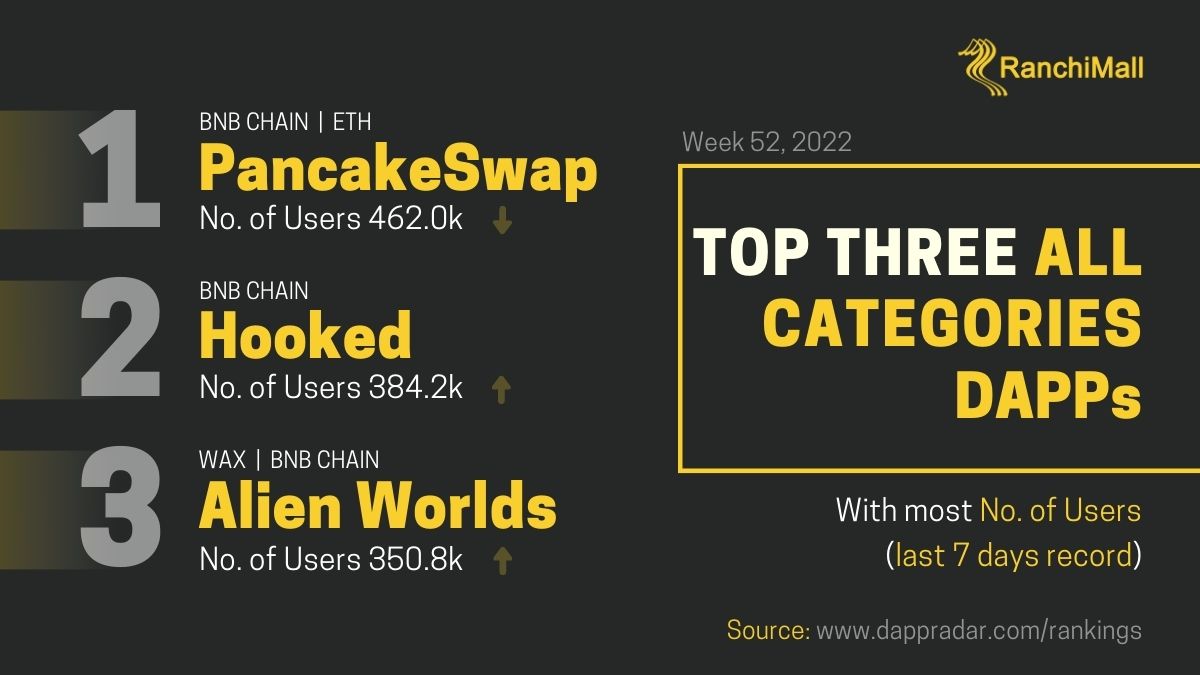 RanchiMall
1
BNB CHAIN | ETH
PancakeSwap
No. of Users 462.0k
2
BNB CHAIN
Hooked
No. of Users 384.2k
3
WAX | BNB CHAIN
Alien Worlds
No. of Users 350.8k
Week 52, 2022
TOP THREE ALL
CATEGORIES
DAPPs
With most No. of Users
(last 7 days record)
Source: www.dappradar.com/rankings